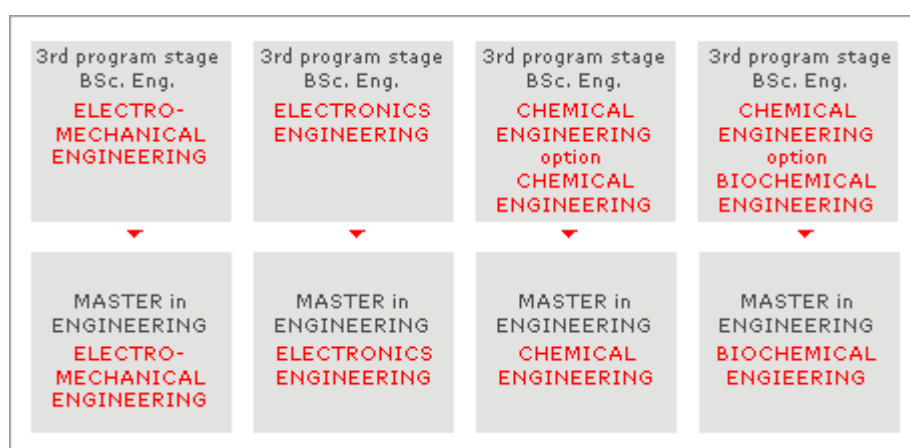 3rd program stage
BSc. Eng.
ELECTRO-
MECHANICAL
ENGINEERING
3rd program stage
BSc. Eng.
ELECTRONICS
ENGINEERING
3rd program stage
BSc. Eng.
CHEMICAL
ENGINEERING
option
CHEMICAL
ENGINEERING
3rd program stage
BSc. Eng.
CHEMICAL
ENGINEERING
option
BIOCHEMICAL
ENGINEERING
MASTER in
ENGINEERING
ELECTRO-
MECHANICAL
ENGINEERING
MASTER in
ENGINEERING
ELECTRONICS
ENGINEERING
MASTER in
ENGINEERING
CHEMICAL
ENGINEERING
MASTER in
ENGINEERING
BIOCHEMICAL
ENGIEERING